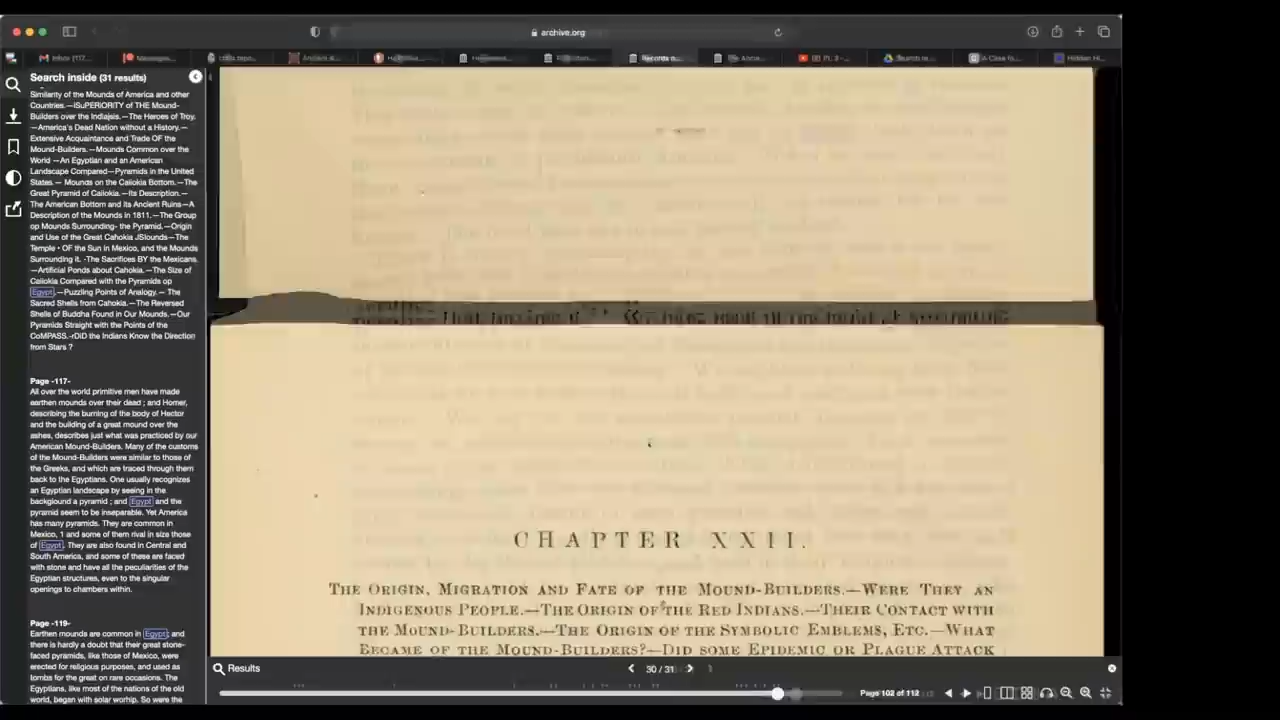 archive.org
Search inside (31 results)
Similarity of the Mounds of America and other
Countries.—iSuPERIORITY of THE Mound-
Builders over the Indiajsis.—The Heroes of Troy.
—America's Dead Nation without a History.—
Extensive Acquaintance and Trade OF the
Mound-Builders.—Mounds Common over the
World —An Egyptian and an American
Landscape Compared—Pyramids in the United
States.— Mounds on the Caiiokia Bottom.—The
Great Pyramid of Caiiokia.—Its Description.—
The American Bottom and its Ancient Ruins—A
Description of the Mounds in 1811.—The Group
op Mounds Surrounding- the Pyramid.—Origin
and Use of the Great Cahokia JSlounds—The
Temple • OF the Sun in Mexico, and the Mounds
Surrounding it. -The Sacrifices BY the Mexicans.
—Artificial Ponds about Cahokia.—The Size of
Caliokia Compared with the Pyramids op
Egypt.—Puzzling Points of Analogy.— The
Sacred Shells from Cahokia.—The Reversed
Shells of Buddha Found in Our Mounds.—Our
Pyramids Straight with the Points of the
CoMPASS.-rDiD the Indians Know the Direction
from Stars ?
Page -117-
All over the world primitive men have made
earthen mounds over their dead ; and Homer,
describing the burning of the body of Hector
and the building of a great mound over the
ashes, describes just what was practiced by our
American Mound-Builders. Many of the customs
of the Mound-Builders were similar to those of
the Greeks, and which are traced through them
back to the Egyptians. One usually recognizes
an Egyptian landscape by seeing in the
backgound a pyramid ; and Egypt and the
pyramid seem to be inseparable. Yet America
has many pyramids. They are common in
Mexico, 1 and some of them rival in size those
of Egypt. They are also found in Central and
South America, and some of these are faced
with stone and have all the peculiarities of the
Egyptian structures, even to the singular
openings to chambers within.
Page -119-
Earthen mounds are common in Egypt; and
there is hardly a doubt that their great stone-
faced pyramids, like those of Mexico, were
erected for religious purposes, and used as
tombs for the great on rare occasions. The
Egyptians, like most of the nations of the old
world, began with solar worhip. So were the
CHAPTER XXII.
THE ORIGIN, MIGRATION AND FATE OF THE MOUND-BUILDERS.—WERE THEY AN
INDIGENOUS PEOPLE.—THE ORIGIN OF THE RED INDIANS.—THEIR CONTACT WITH
THE MOUND-BUILDERS.—THE ORIGIN OF THE SYMBOLIC EMBLEMS, ETC.—WHAT
BECAME OF THE MOUND-BUILDERS?—DID SOME EPIDEMIC OR PLAGUE ATTACK
Results
30 / 31
Page 102 of 112